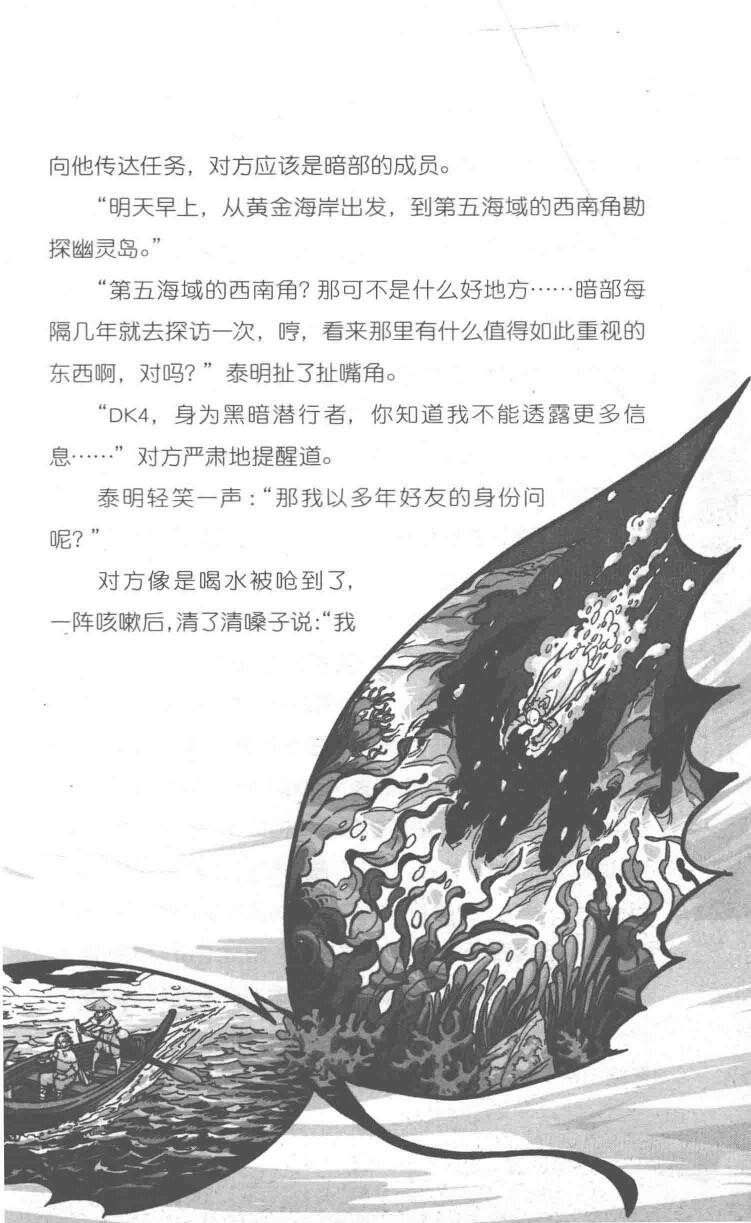 向他传达任务，对方应该是暗部的成员。
“明天早上，从黄金海岸出发，到第五海域的西南角勘
探幽灵岛。”
“第五海域的西南角？那可不是什么好地方……暗部每
隔几年就去探访一次，哼，看来那里有什么值得如此重视的
东西啊，对吗？”泰明扯了扯嘴角。
“DK4，身为黑暗潜行者，你知道我不能透露更多信
息……”对方严肃地提醒道。
泰明轻笑一声：“那我以多年好友的身份问
呢？”
对方像是喝水被呛到了，
一阵咳嗽后，清了清嗓子说：“我